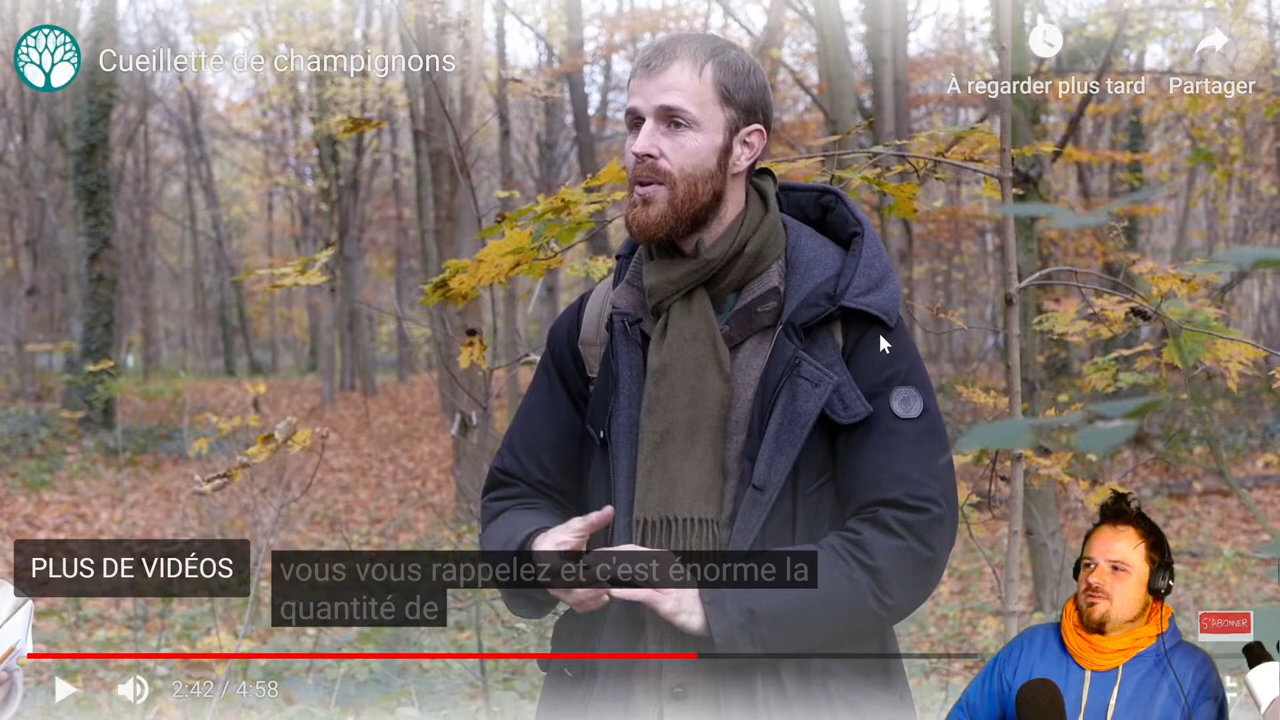 Cueillette de champignons
À regarder plus tard
Partager
PLUS DE VIDÉOS
vous vous rappelez et c'est énorme la
quantité de
S'ABONNER
2:42 / 4:58